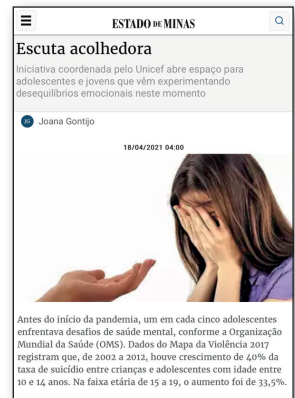 ESTADO DE MINAS
Escuta acolhedora
Iniciativa coordenada pelo Unicef abre espaço para
adolescentes e jovens que vêm experimentando
desequilíbrios emocionais neste momento
JG Joana Gontijo
18/04/2021 04:00
Antes do início da pandemia, um em cada cinco adolescentes
enfrentava desafios de saúde mental, conforme a Organização
Mundial da Saúde (OMS). Dados do Mapa da Violência 2017
registram que, de 2002 a 2012, houve crescimento de 40% da
taxa de suicídio entre crianças e adolescentes com idade entre
10 e 14 anos. Na faixa etária de 15 a 19, o aumento foi de 33,5%.